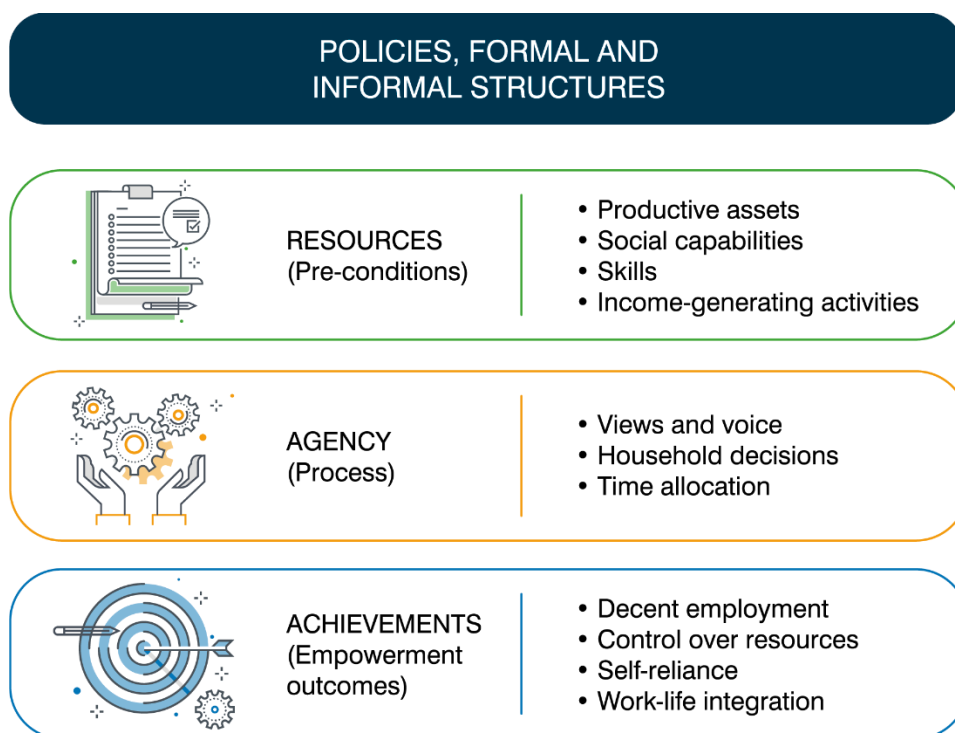 POLICIES, FORMAL AND
INFORMAL STRUCTURES
RESOURCES
(Pre-conditions)
• Productive assets
• Social capabilities
• Skills
• Income-generating activities
AGENCY
(Process)
• Views and voice
• Household decisions
• Time allocation
ACHIEVEMENTS
(Empowerment
outcomes)
• Decent employment
• Control over resources
• Self-reliance
• Work-life integration